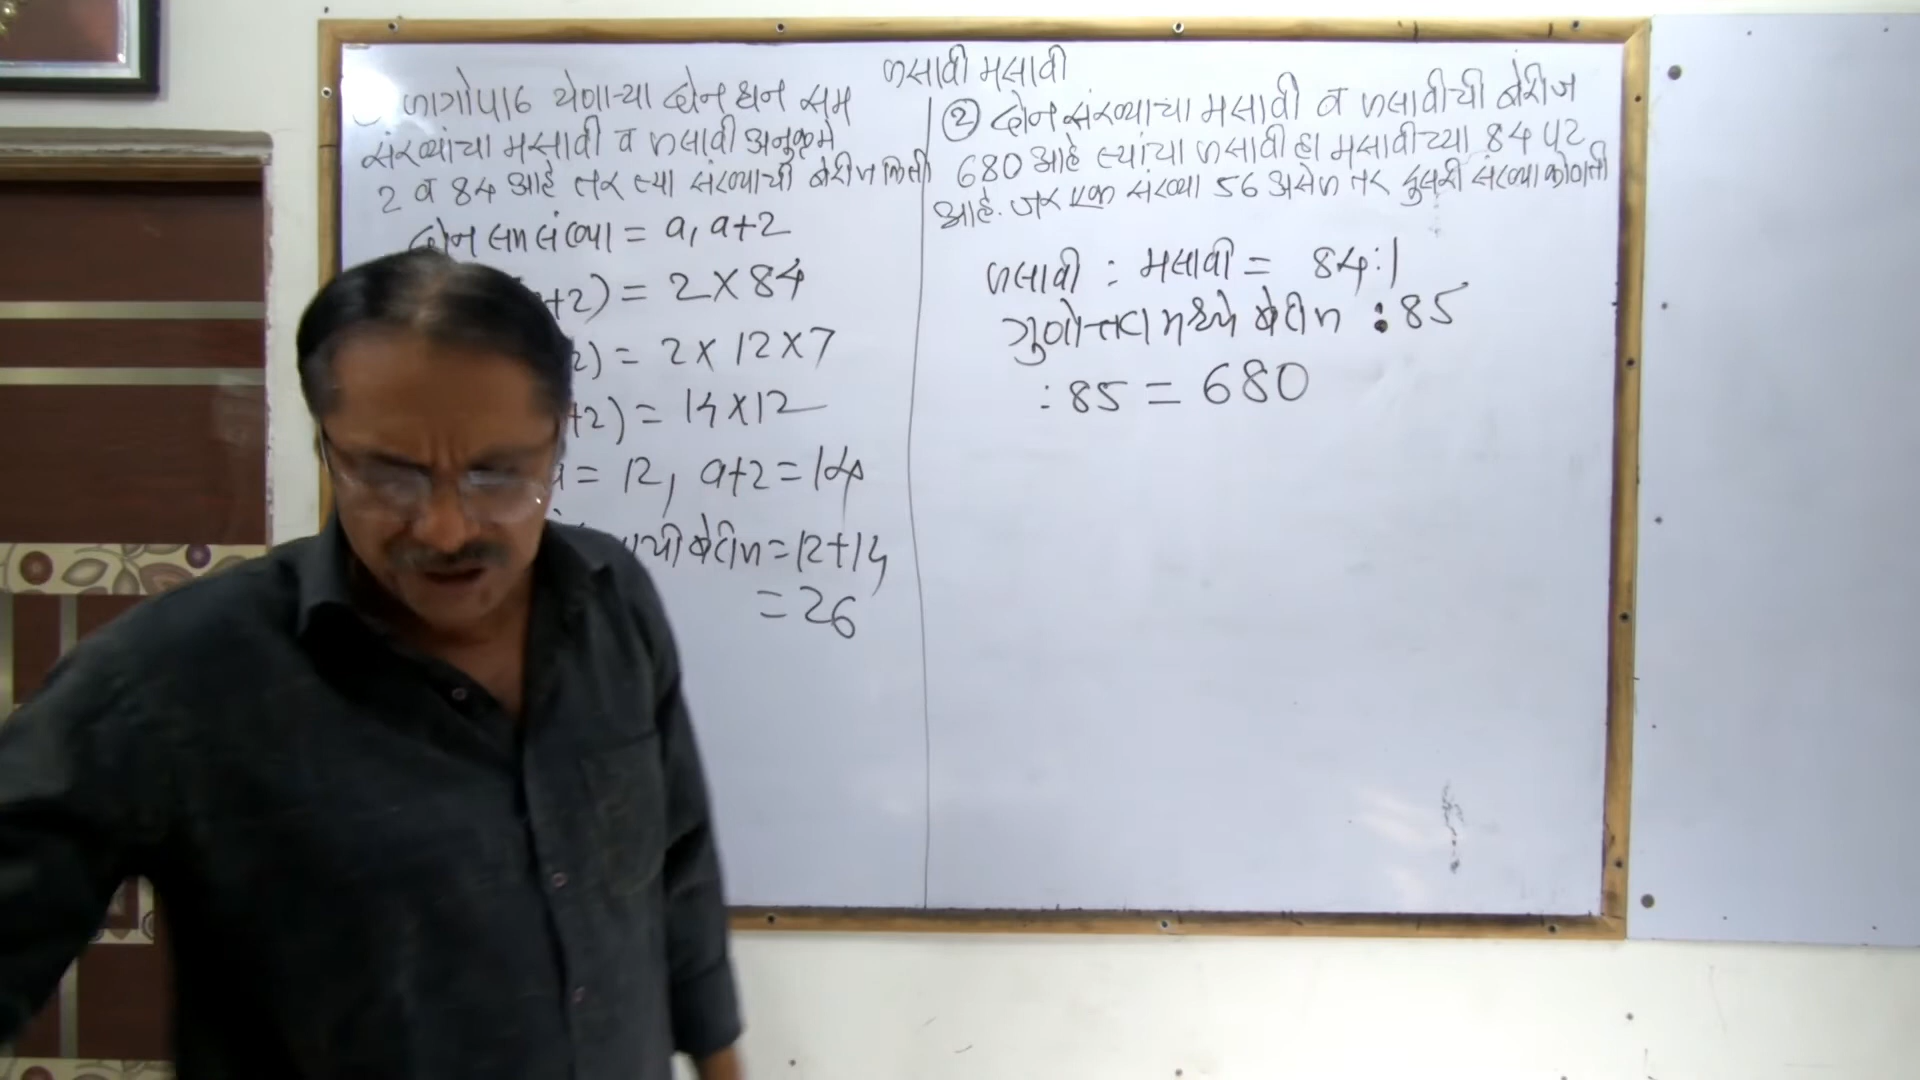 लसावी मसावी
लागोपाठ येणाऱ्या दोन सम
संख्यांचा मसावी व लसावी अनुक्रमे
2 व 84 आहे तर त्या संख्याची बेरीज किती
दोन सम संख्या = a, a+2
+2) = 2 × 84
2) = 2 × 12 × 7
+2) = 14 × 12
= 12, a+2 = 14
ची बेरीज = 12+14
= 26
② दोन संख्याचा मसावी व लसावीची बेरीज
680 आहे त्यांचा लसावी हा मसावीच्या 84 पट
आहे. जर एक संख्या 56 असेल तर दुसरी संख्या कोणती
लसावी : मसावी = 84:1
गुणोत्तरामध्ये बेरीज : 85
: 85 = 680